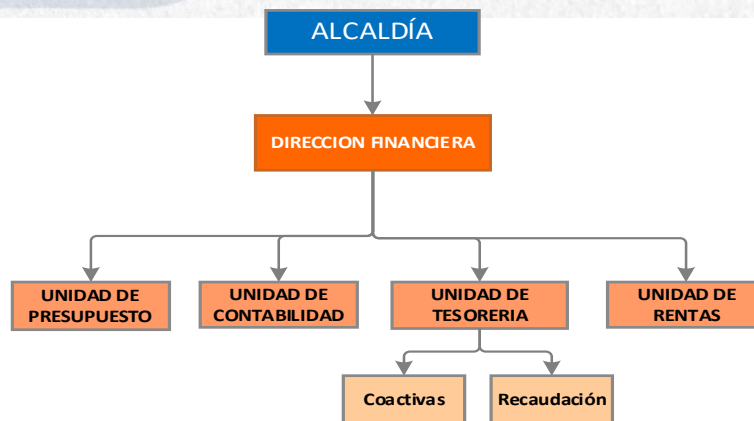 ALCALDÍA
DIRECCION FINANCIERA
UNIDAD DE
PRESUPUESTO
UNIDAD DE
CONTABILIDAD
UNIDAD DE
TESORERIA
UNIDAD DE
RENTAS
Coactivas
Recaudación